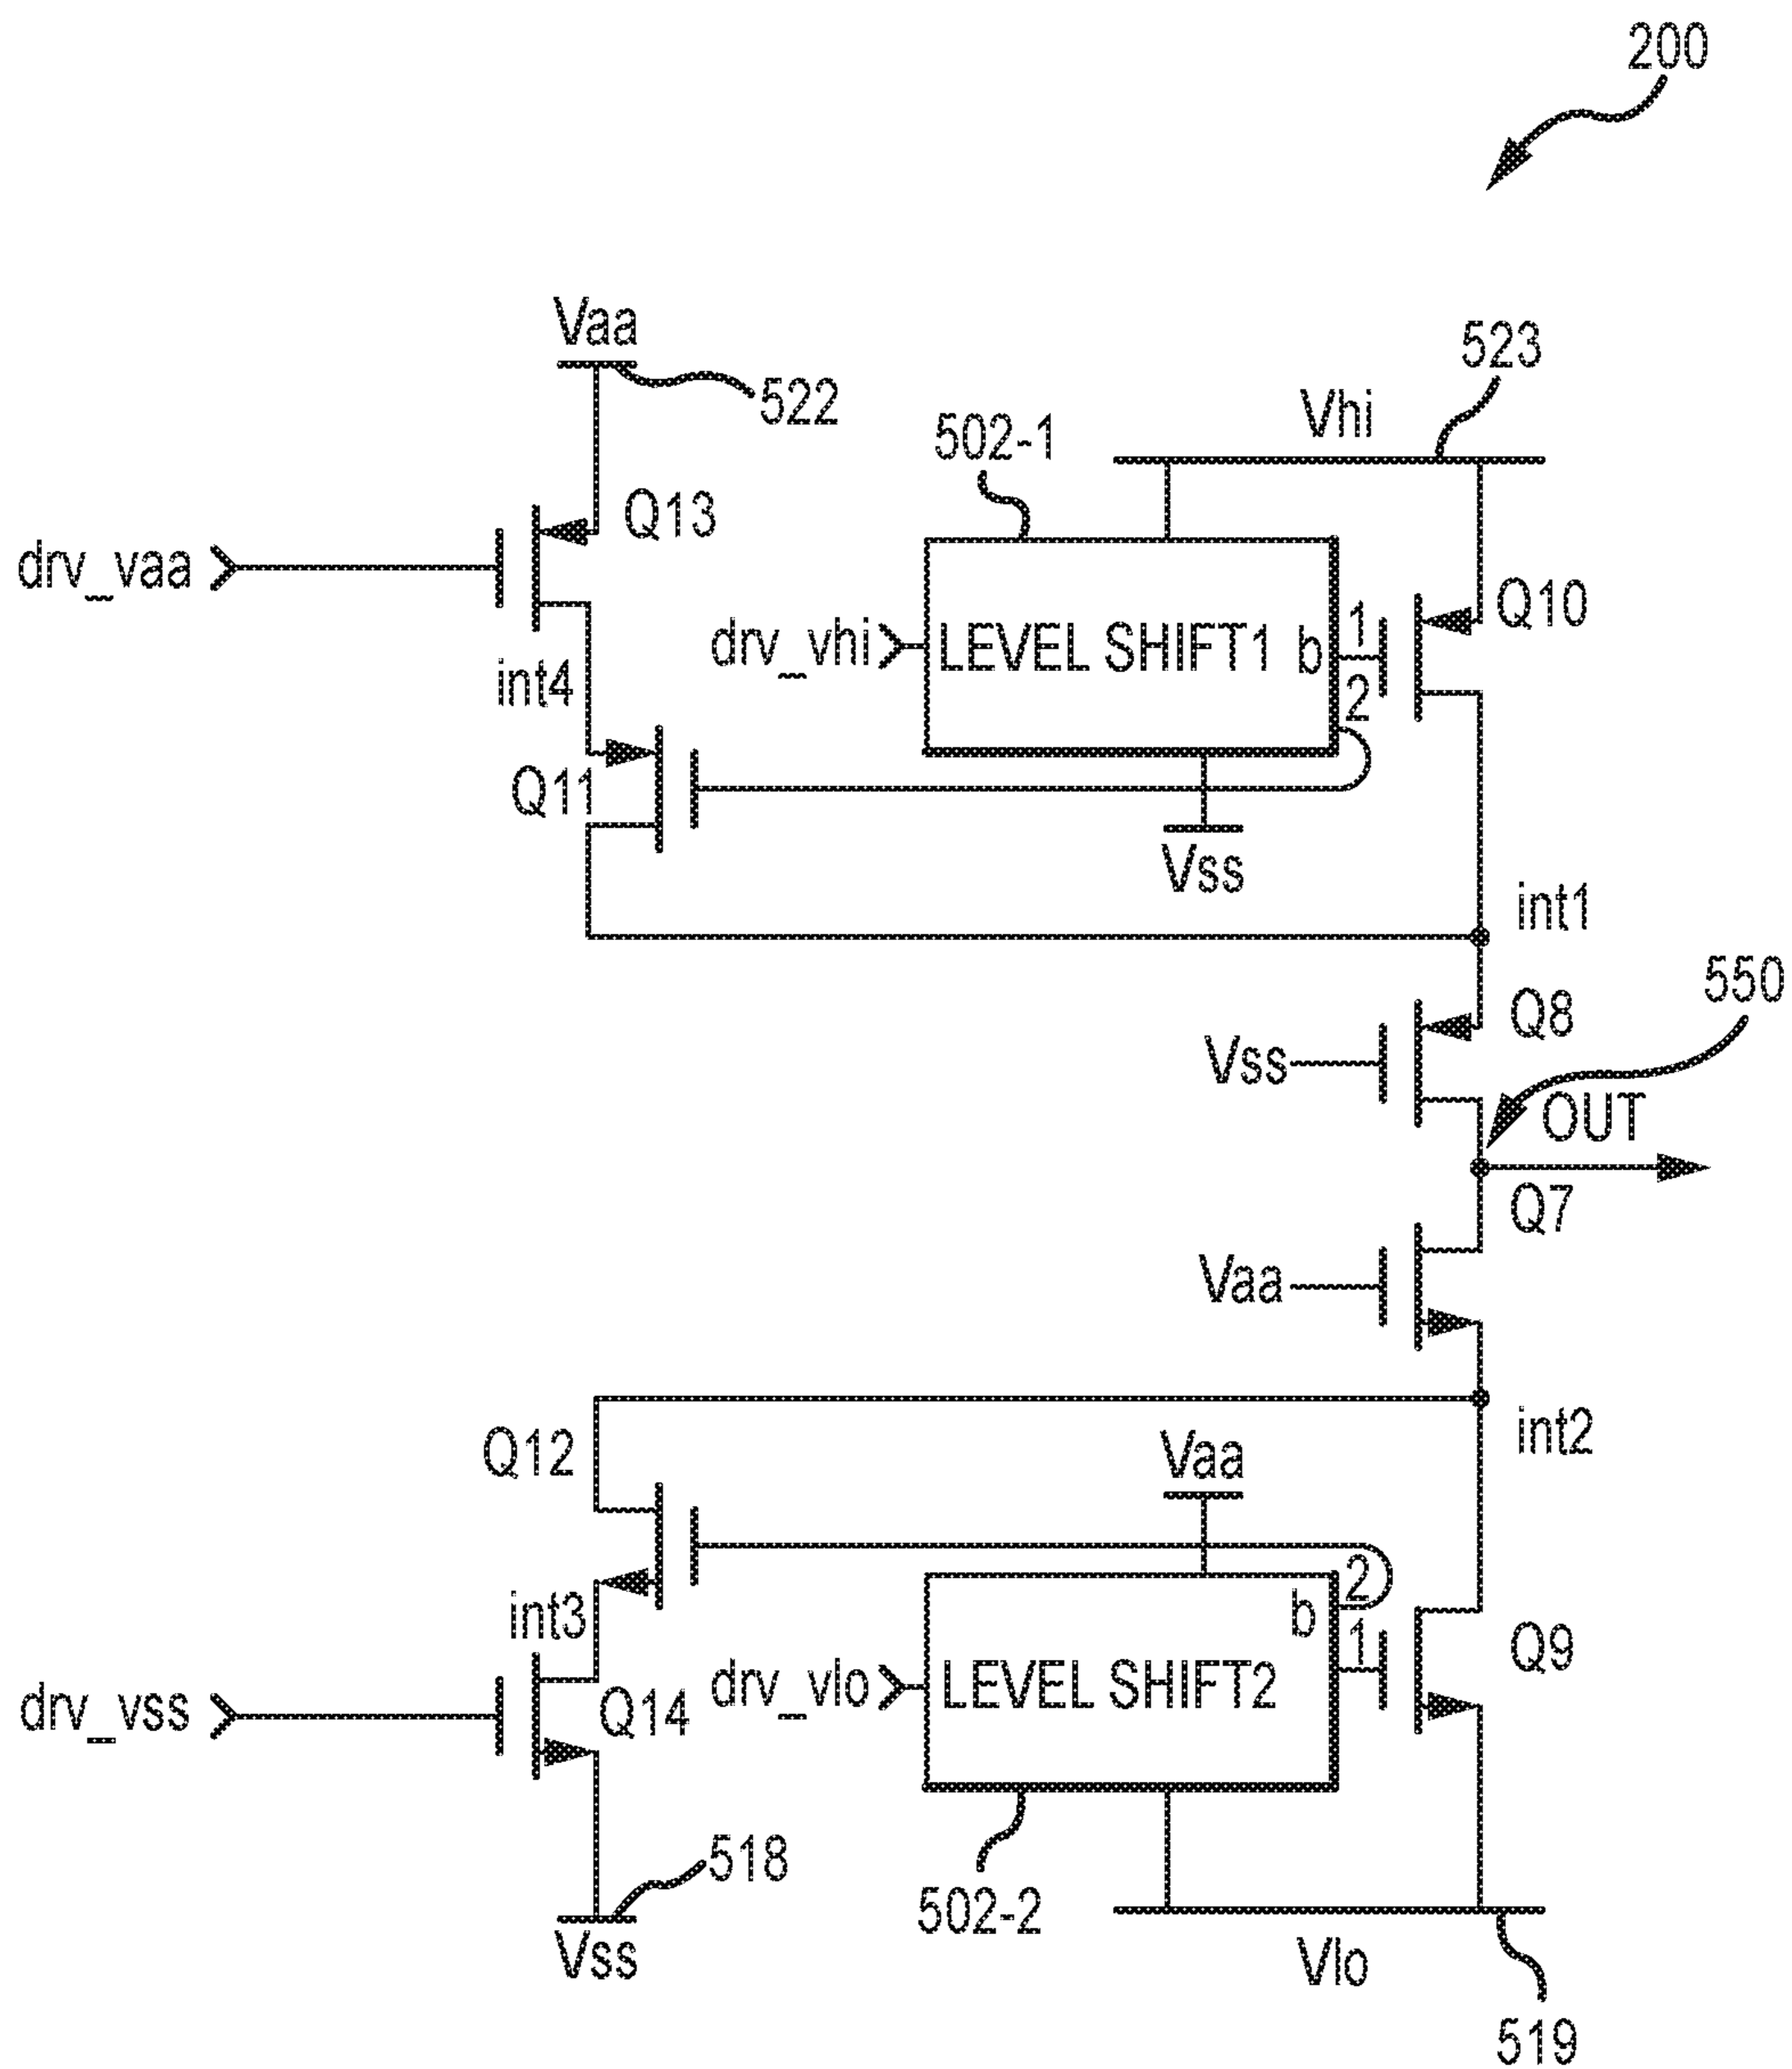 200
Vaa
522
523
Vhi
502-1
Q13
drv_vaa
Q10
drv_vhi
LEVEL SHIFT1
b
1
2
int4
Q11
Vss
int1
550
Q8
Vss
OUT
Q7
Vaa
int2
Q12
Vaa
2
b
int3
1
Q9
drv_vlo
LEVEL SHIFT2
drv_vss
Q14
518
502-2
Vss
Vlo
519